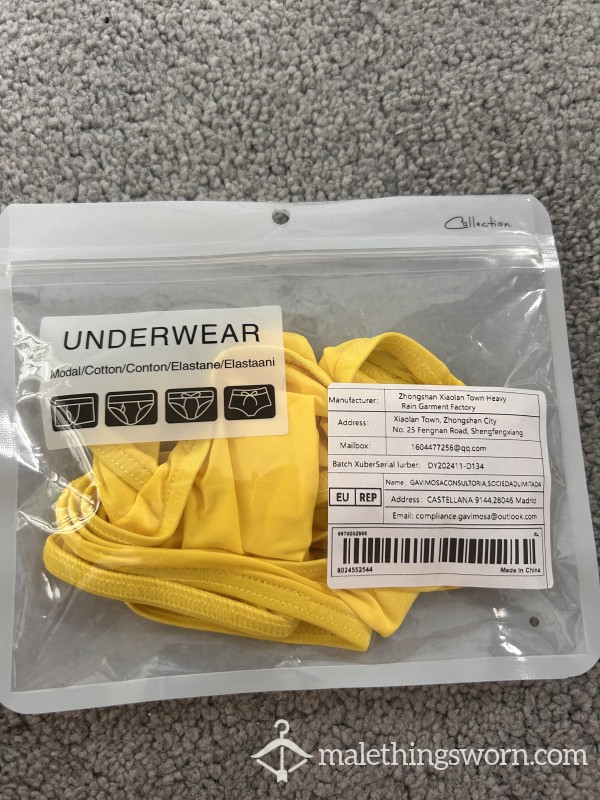 Collection
UNDERWEAR
Modal/Cotton/Conton/Elastane/Elastaani
Manufacturer: Zhongshan Xiaolan Town Heavy
Rain Garment Factory
Address: Xiaolan Town, Zhongshan City
No. 25 Fengnan Road, Shengfengxiang
Mailbox: 1604477256@qq.com
Batch XuberSerial lurber: DY202411-D134
EU REP
Name: GAVIMOSACONSULTORIA,SOCIEDADLIMITADA
Address: CASTELLANA 9144,28046 Madrid
Email: compliance.gavimosa@outlook.com
XL
8024552544 Made In China
malethingsworn.com